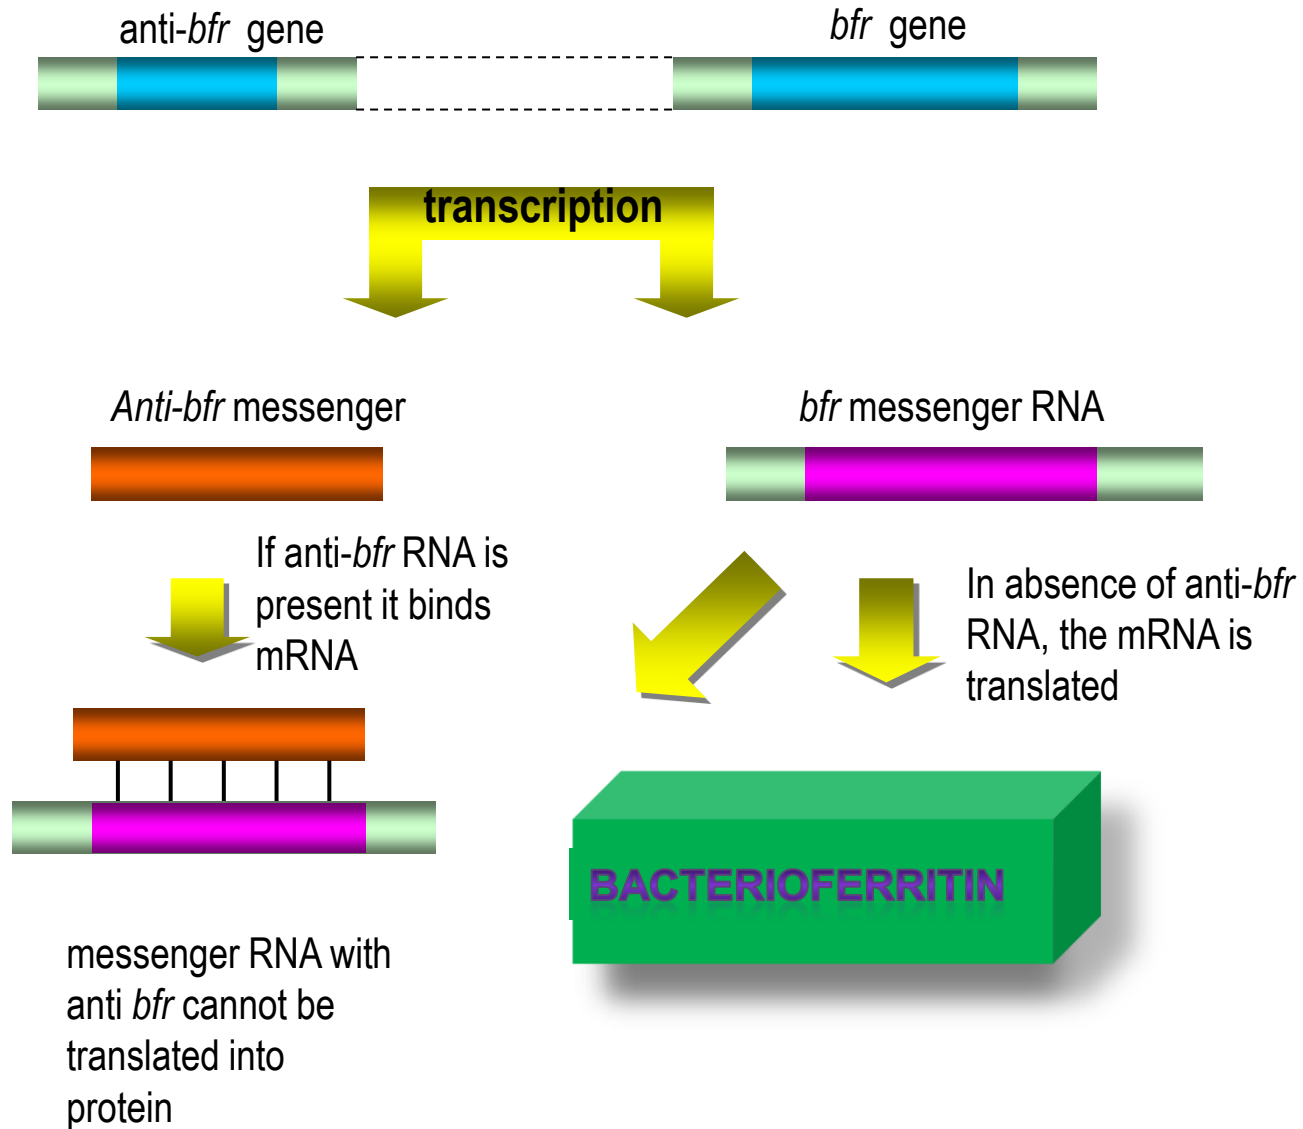 anti-bfr gene
bfr gene
transcription
Anti-bfr messenger
bfr messenger RNA
If anti-bfr RNA is
present it binds
mRNA
In absence of anti-bfr
RNA, the mRNA is
translated
BACTERIOFERRITIN
messenger RNA with
anti bfr cannot be
translated into
protein